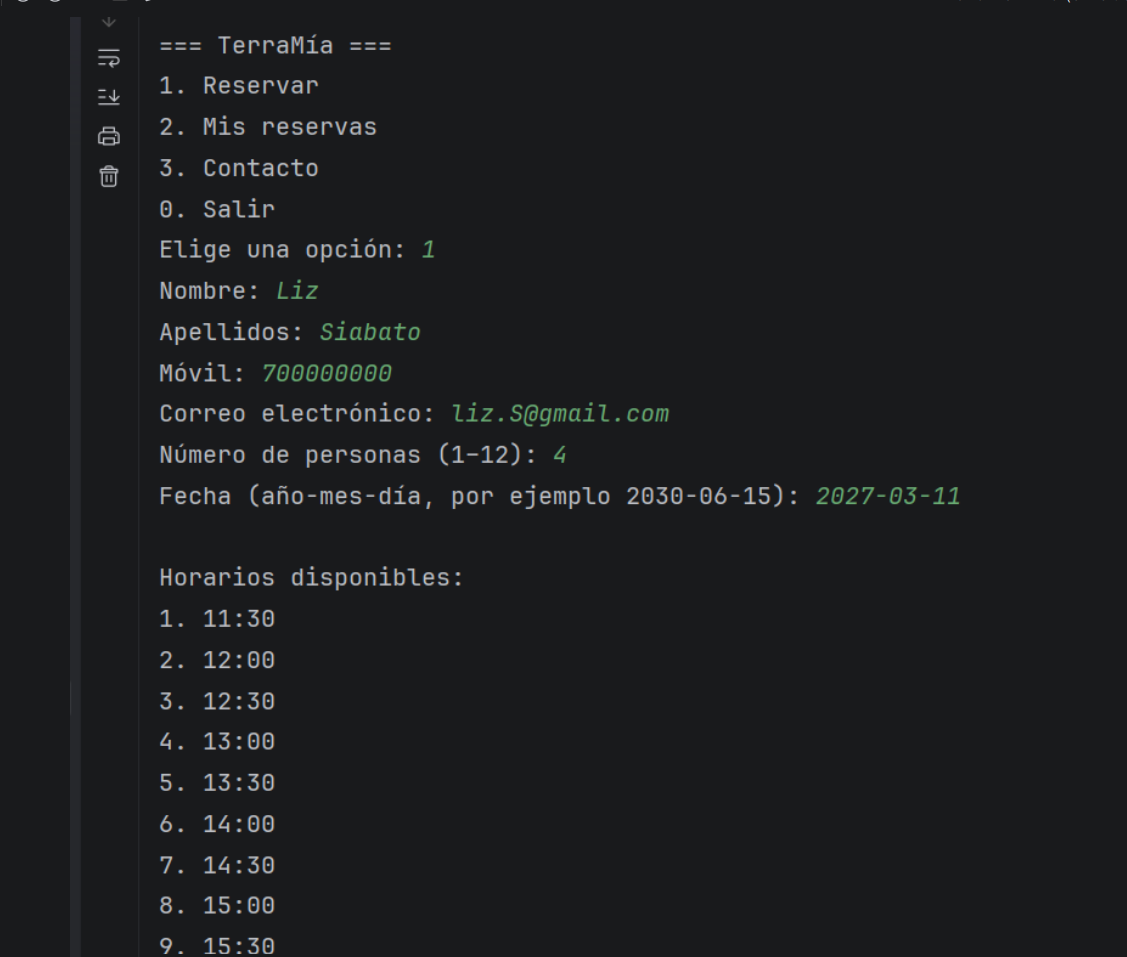 === TerraMía ===
1. Reservar
2. Mis reservas
3. Contacto
0. Salir
Elige una opción: 1
Nombre: Liz
Apellidos: Siabato
Móvil: 700000000
Correo electrónico: liz.S@gmail.com
Número de personas (1-12): 4
Fecha (año-mes-día, por ejemplo 2030-06-15): 2027-03-11
Horarios disponibles:
1. 11:30
2. 12:00
3. 12:30
4. 13:00
5. 13:30
6. 14:00
7. 14:30
8. 15:00
9. 15:30